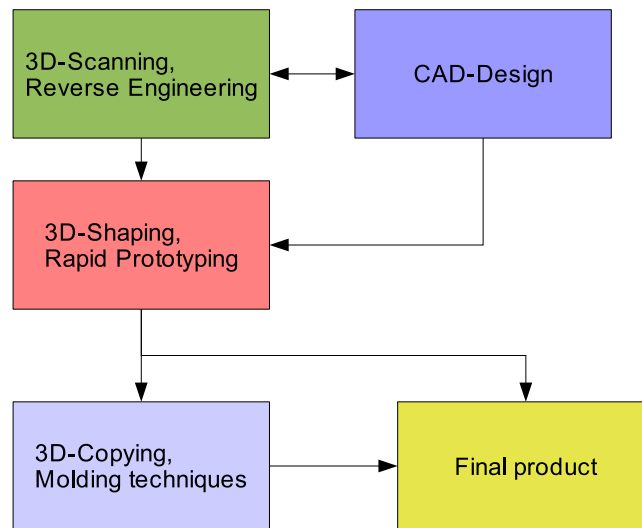 3D-Scanning,
Reverse Engineering
CAD-Design
3D-Shaping,
Rapid Prototyping
3D-Copying,
Molding techniques
Final product